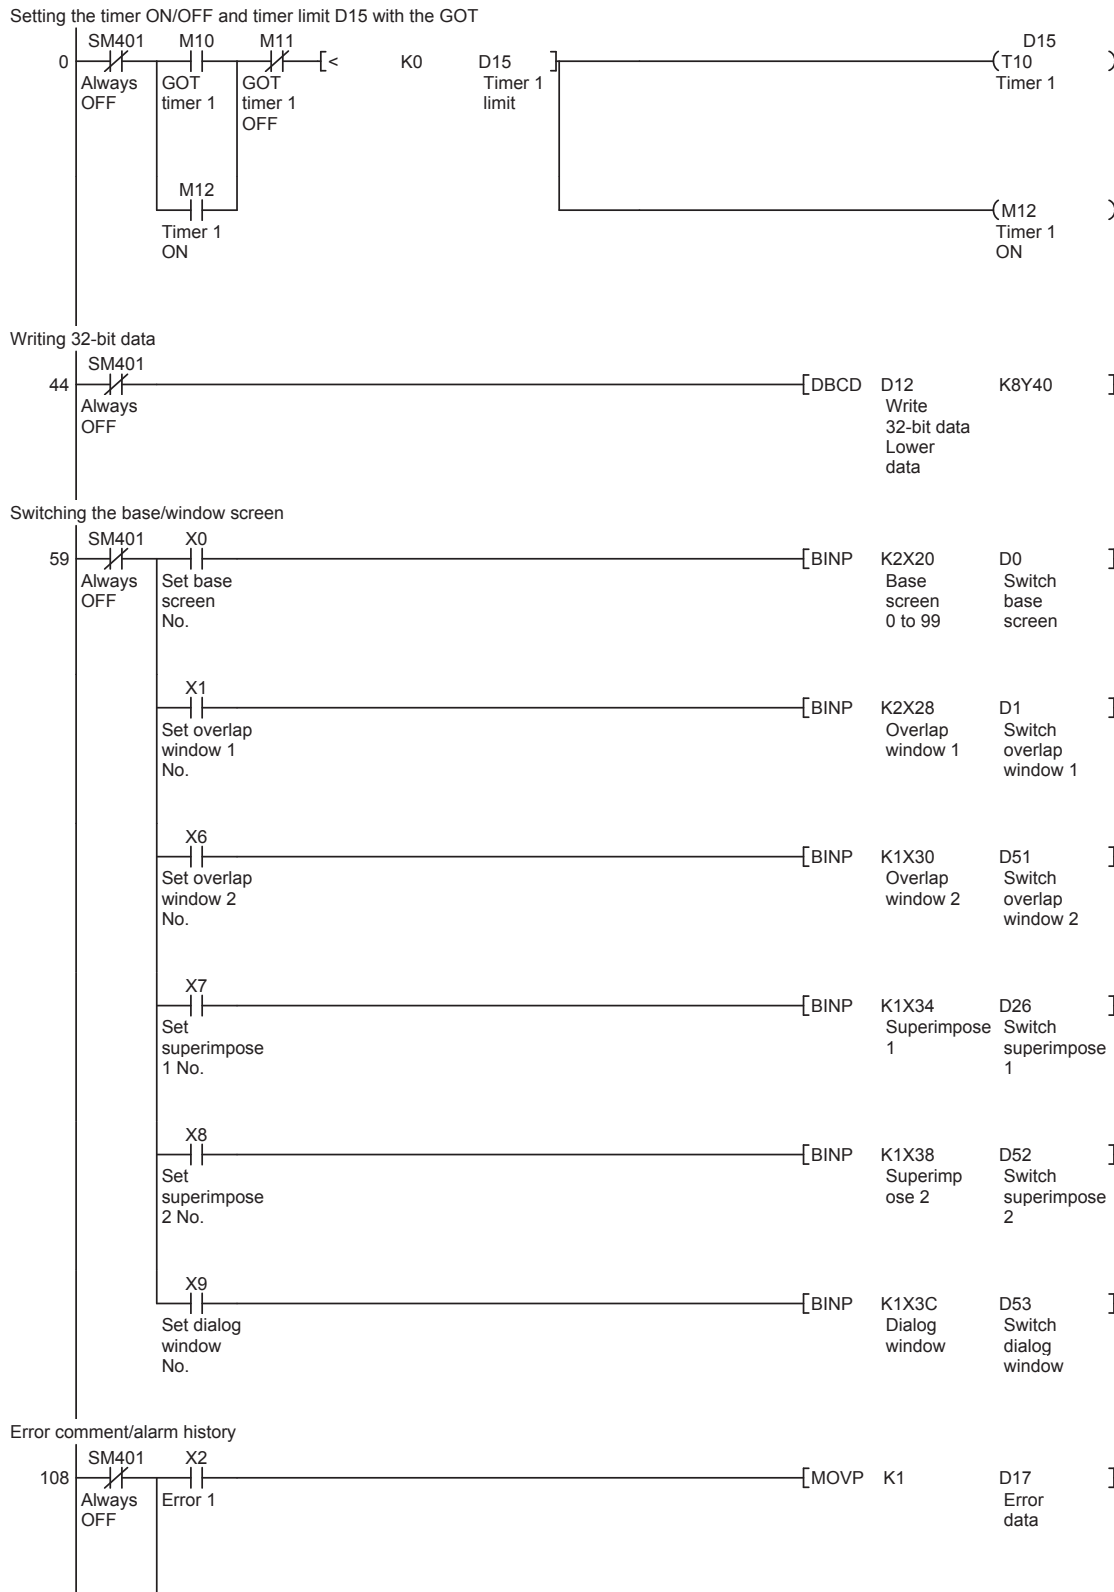 Setting the timer ON/OFF and timer limit D15 with the GOT
SM401 M10 M11 D15
0 [< K0 D15 ] (T10 )
Always GOT GOT Timer 1 Timer 1
OFF timer 1 timer 1 limit
OFF
M12
(M12 )
Timer 1 Timer 1
ON ON
Writing 32-bit data
SM401
44 [DBCD D12 K8Y40 ]
Always Write
OFF 32-bit data
Lower
data
Switching the base/window screen
SM401 X0
59 [BINP K2X20 D0 ]
Always Set base Base Switch
OFF screen screen base
No. 0 to 99 screen
X1
[BINP K2X28 D1 ]
Set overlap Overlap Switch
window 1 window 1 overlap
No. window 1
X6
[BINP K1X30 D51 ]
Set overlap Overlap Switch
window 2 window 2 overlap
No. window 2
X7
[BINP K1X34 D26 ]
Set Superimpose Switch
superimpose 1 superimpose
1 No. 1
X8
[BINP K1X38 D52 ]
Set Superimp Switch
superimpose ose 2 superimpose
2 No. 2
X9
[BINP K1X3C D53 ]
Set dialog Dialog Switch
window window dialog
No. window
Error comment/alarm history
SM401 X2
108 [MOVP K1 D17 ]
Always Error 1 Error
OFF data